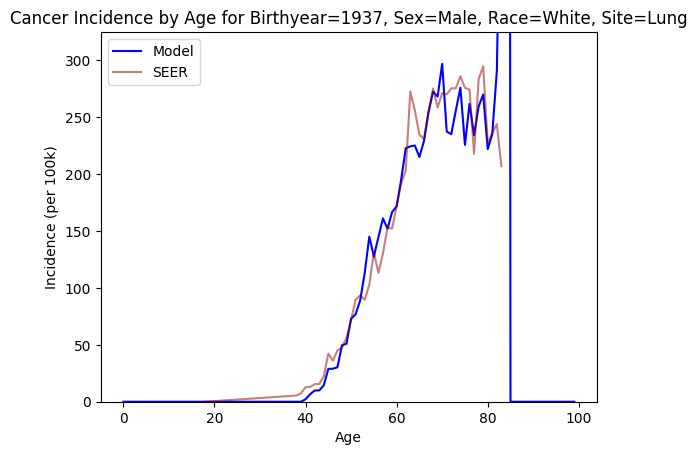 Cancer Incidence by Age for Birthyear=1937, Sex=Male, Race=White, Site=Lung
Model
SEER
Incidence (per 100k)
300
250
200
150
100
50
0
0 20 40 60 80 100
Age